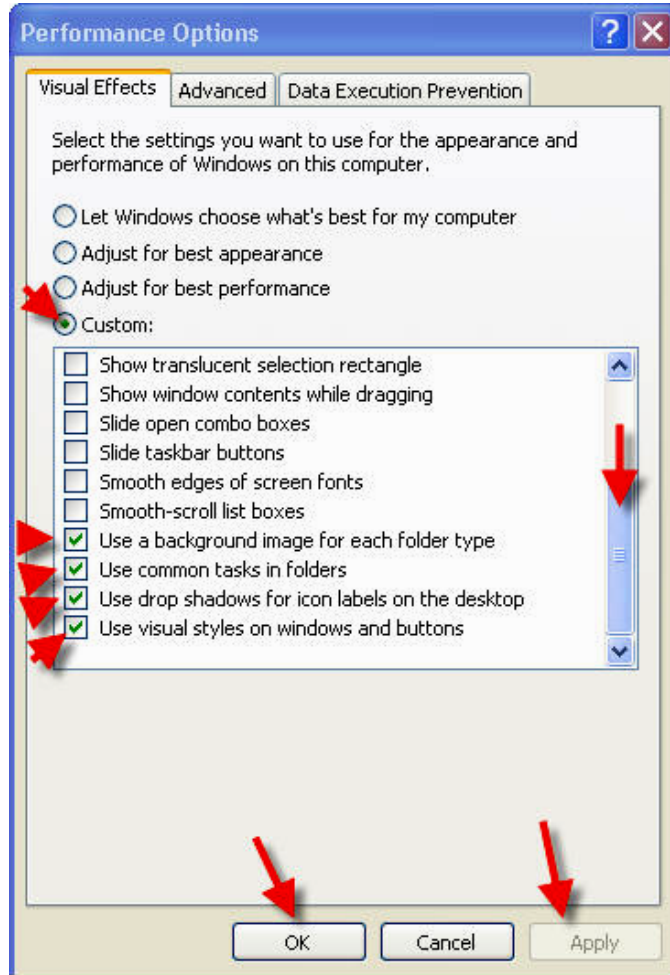 Performance Options
Visual Effects
Advanced
Data Execution Prevention
Select the settings you want to use for the appearance and
performance of Windows on this computer.
Let Windows choose what's best for my computer
Adjust for best appearance
Adjust for best performance
Custom:
Show translucent selection rectangle
Show window contents while dragging
Slide open combo boxes
Slide taskbar buttons
Smooth edges of screen fonts
Smooth-scroll list boxes
Use a background image for each folder type
Use common tasks in folders
Use drop shadows for icon labels on the desktop
Use visual styles on windows and buttons
OK
Cancel
Apply